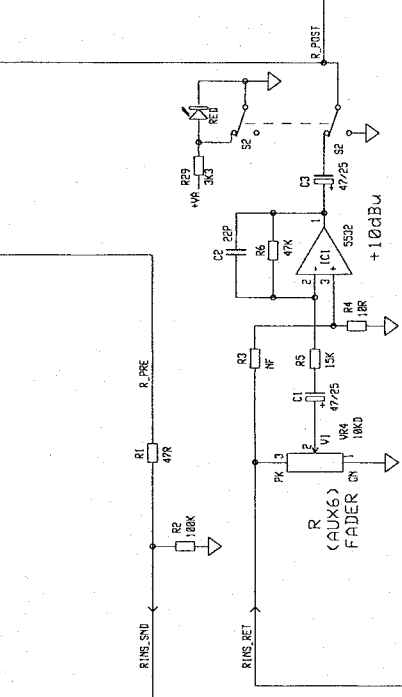 R_POST
RED
S2
S2
R29
3K3
+VA
C3
47/25
22P
C2
R6
47K
1
IC1
5532
+10dBu
2
3
-
+
R4
10R
R3
NF
R5
15K
C1
47/25
R_PRE
R1
47R
VR4
10KD
V1
2
PK
3
1
GN
R
(AUX6)
FADER
R2
100K
RINS_SND
RINS_RET